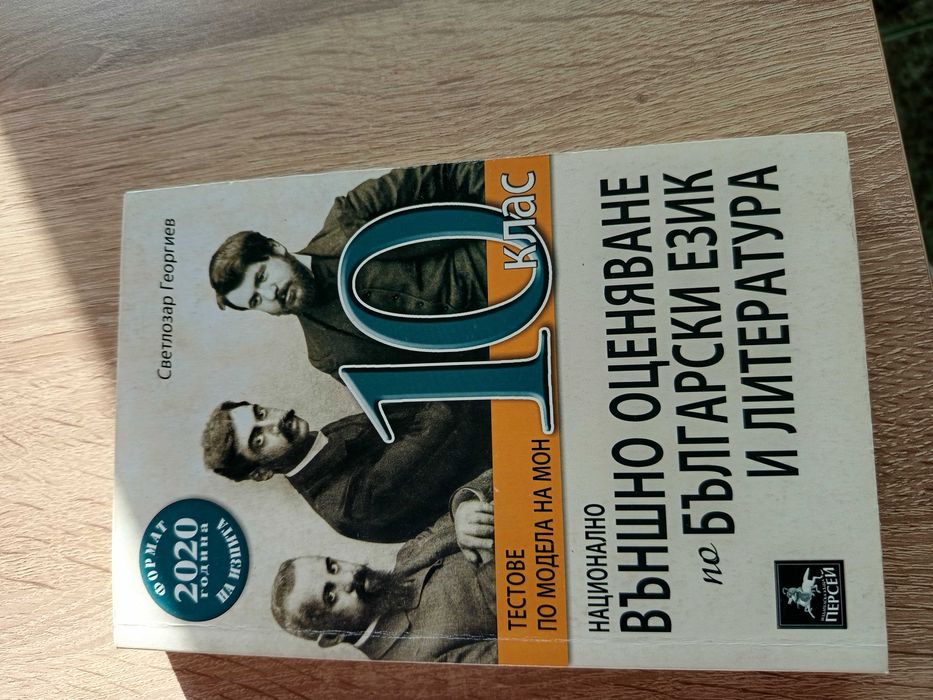 Светлозар Георгиев
ФОРМАТ
2020
година
НА ИЗПИТА
10
клас
ТЕСТОВЕ
ПО МОДЕЛА НА МОН
НАЦИОНАЛНО
ВЪНШНО ОЦЕНЯВАНЕ
по БЪЛГАРСКИ ЕЗИК
И ЛИТЕРАТУРА
ПЕРСЕЙ